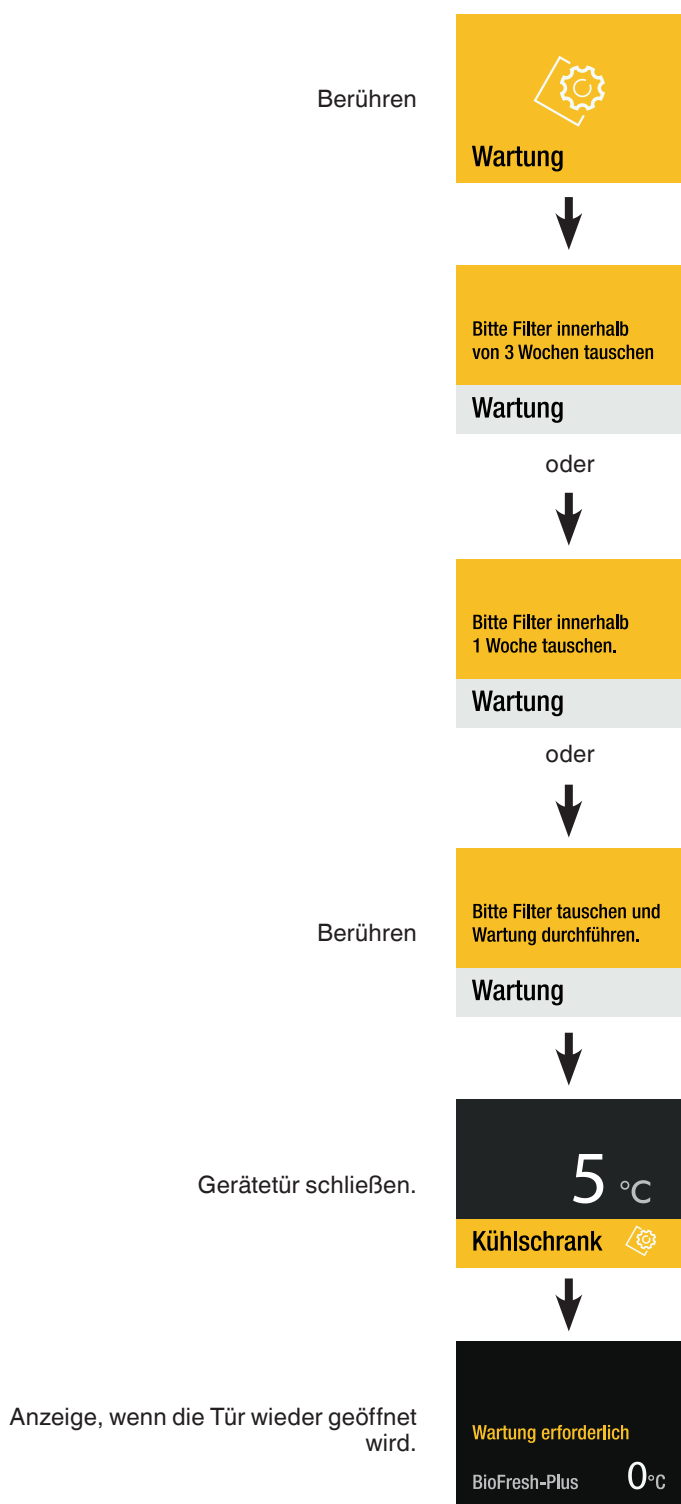 Berühren
Wartung
Bitte Filter innerhalb
von 3 Wochen tauschen
Wartung
oder
Bitte Filter innerhalb
1 Woche tauschen.
Wartung
oder
Berühren
Bitte Filter tauschen und
Wartung durchführen.
Wartung
Gerätetür schließen.
5 °C
Kühlschrank
Anzeige, wenn die Tür wieder geöffnet
wird.
Wartung erforderlich
BioFresh-Plus 0°C